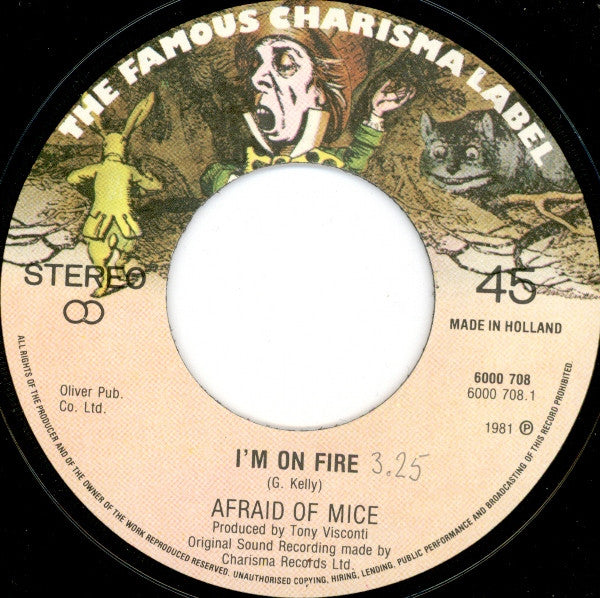 THE FAMOUS CHARISMA LABEL
STEREO
45
MADE IN HOLLAND
Oliver Pub.
Co. Ltd.
6000 708
6000 708.1
1981 Ⓟ
I'M ON FIRE 3.25
(G. Kelly)
AFRAID OF MICE
Produced by Tony Visconti
Original Sound Recording made by
Charisma Records Ltd.
ALL RIGHTS OF THE PRODUCER AND OF THE OWNER OF THE WORK REPRODUCED RESERVED. UNAUTHORISED COPYING, HIRING, LENDING, PUBLIC PERFORMANCE AND BROADCASTING OF THIS RECORD PROHIBITED.